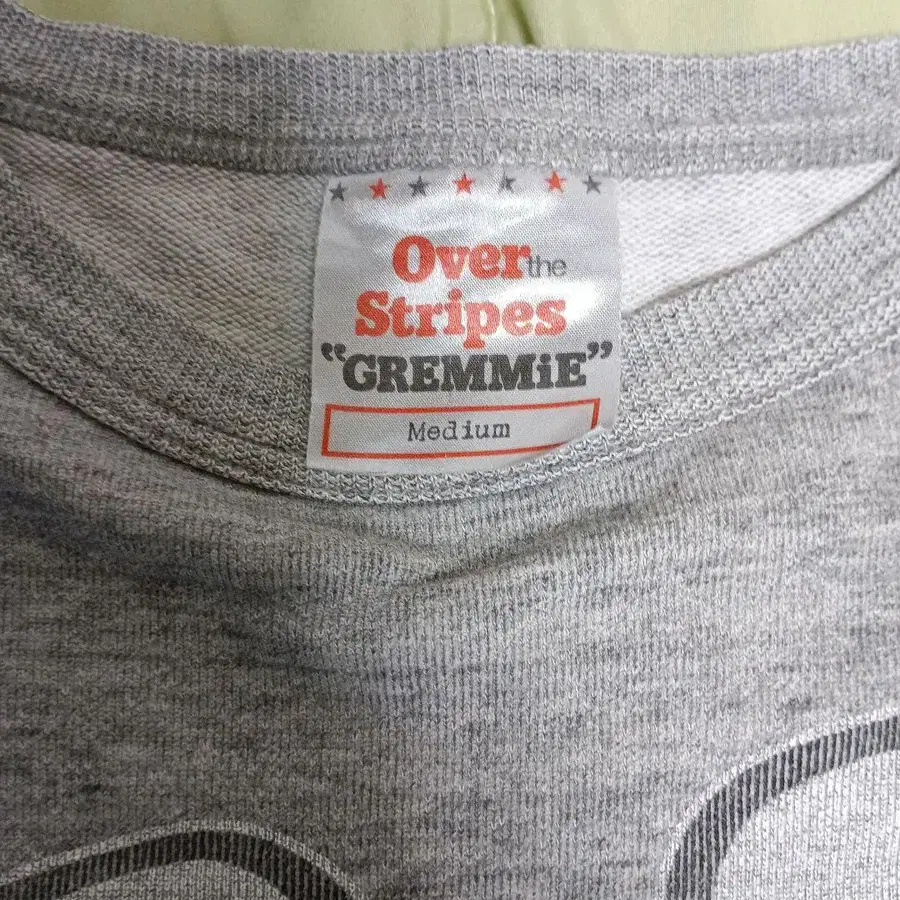 Over the
Stripes
“GREMMiE”
Medium